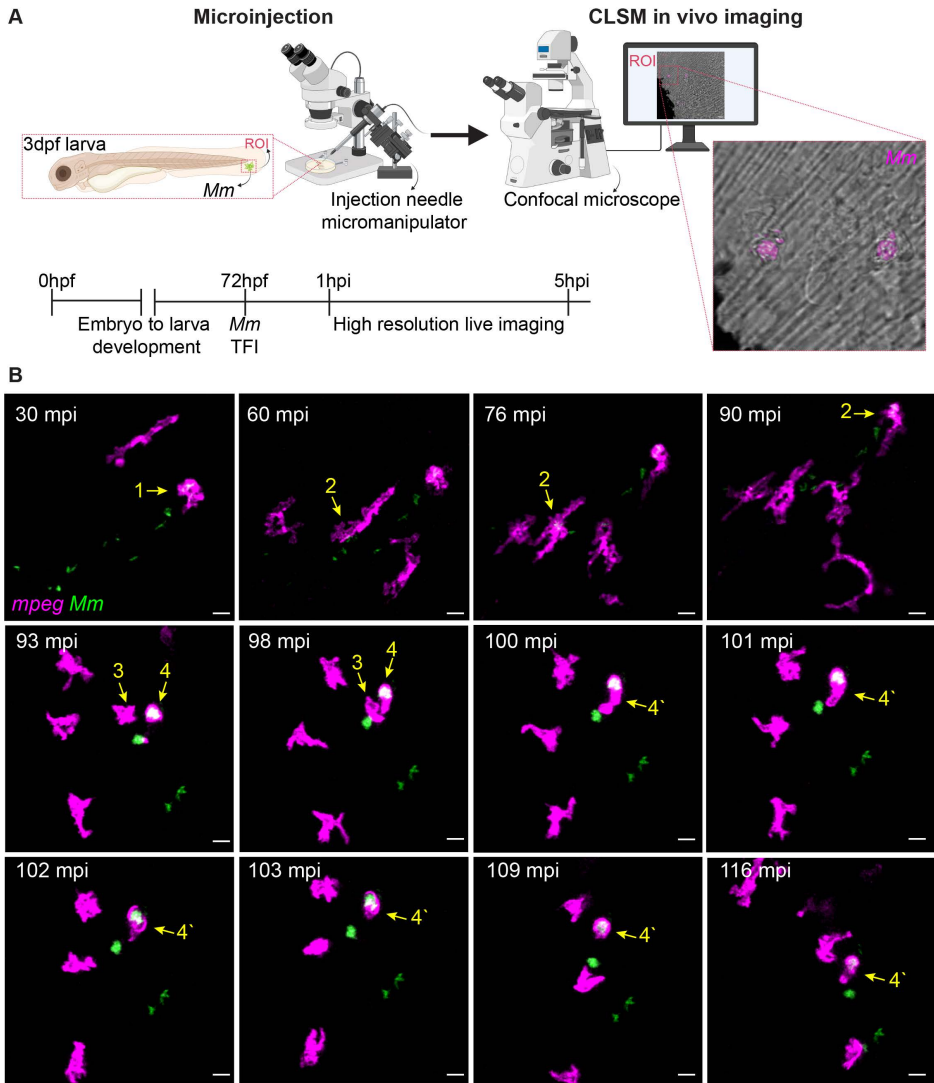 A
Microinjection
CLSM in vivo imaging
ROI
3dpf larva
ROI
Mm
Mm
Injection needle
micromanipulator
Confocal microscope
0hpf
72hpf
1hpi
5hpi
Embryo to larva
development
Mm
TFI
High resolution live imaging
B
30 mpi
1
mpeg Mm
60 mpi
2
76 mpi
2
90 mpi
2
93 mpi
3
4
98 mpi
3
4
100 mpi
4`
101 mpi
4`
102 mpi
4`
103 mpi
4`
109 mpi
4`
116 mpi
4`